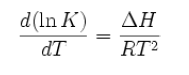 d(ln K)/dT = ΔH/RT²